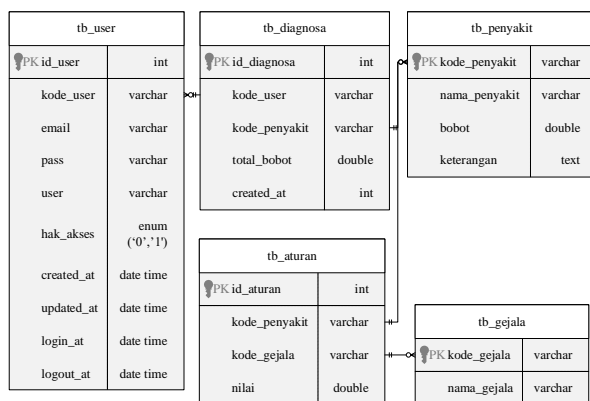 tb_user
PK id_user int
kode_user varchar
email varchar
pass varchar
user varchar
hak_akses enum
(‘0’,’1’)
created_at date time
updated_at date time
login_at date time
logout_at date time
tb_diagnosa
PK id_diagnosa int
kode_user varchar
kode_penyakit varchar
total_bobot double
created_at int
tb_penyakit
PK kode_penyakit varchar
nama_penyakit varchar
bobot double
keterangan text
tb_aturan
PK id_aturan int
kode_penyakit varchar
kode_gejala varchar
nilai double
tb_gejala
PK kode_gejala varchar
nama_gejala varchar